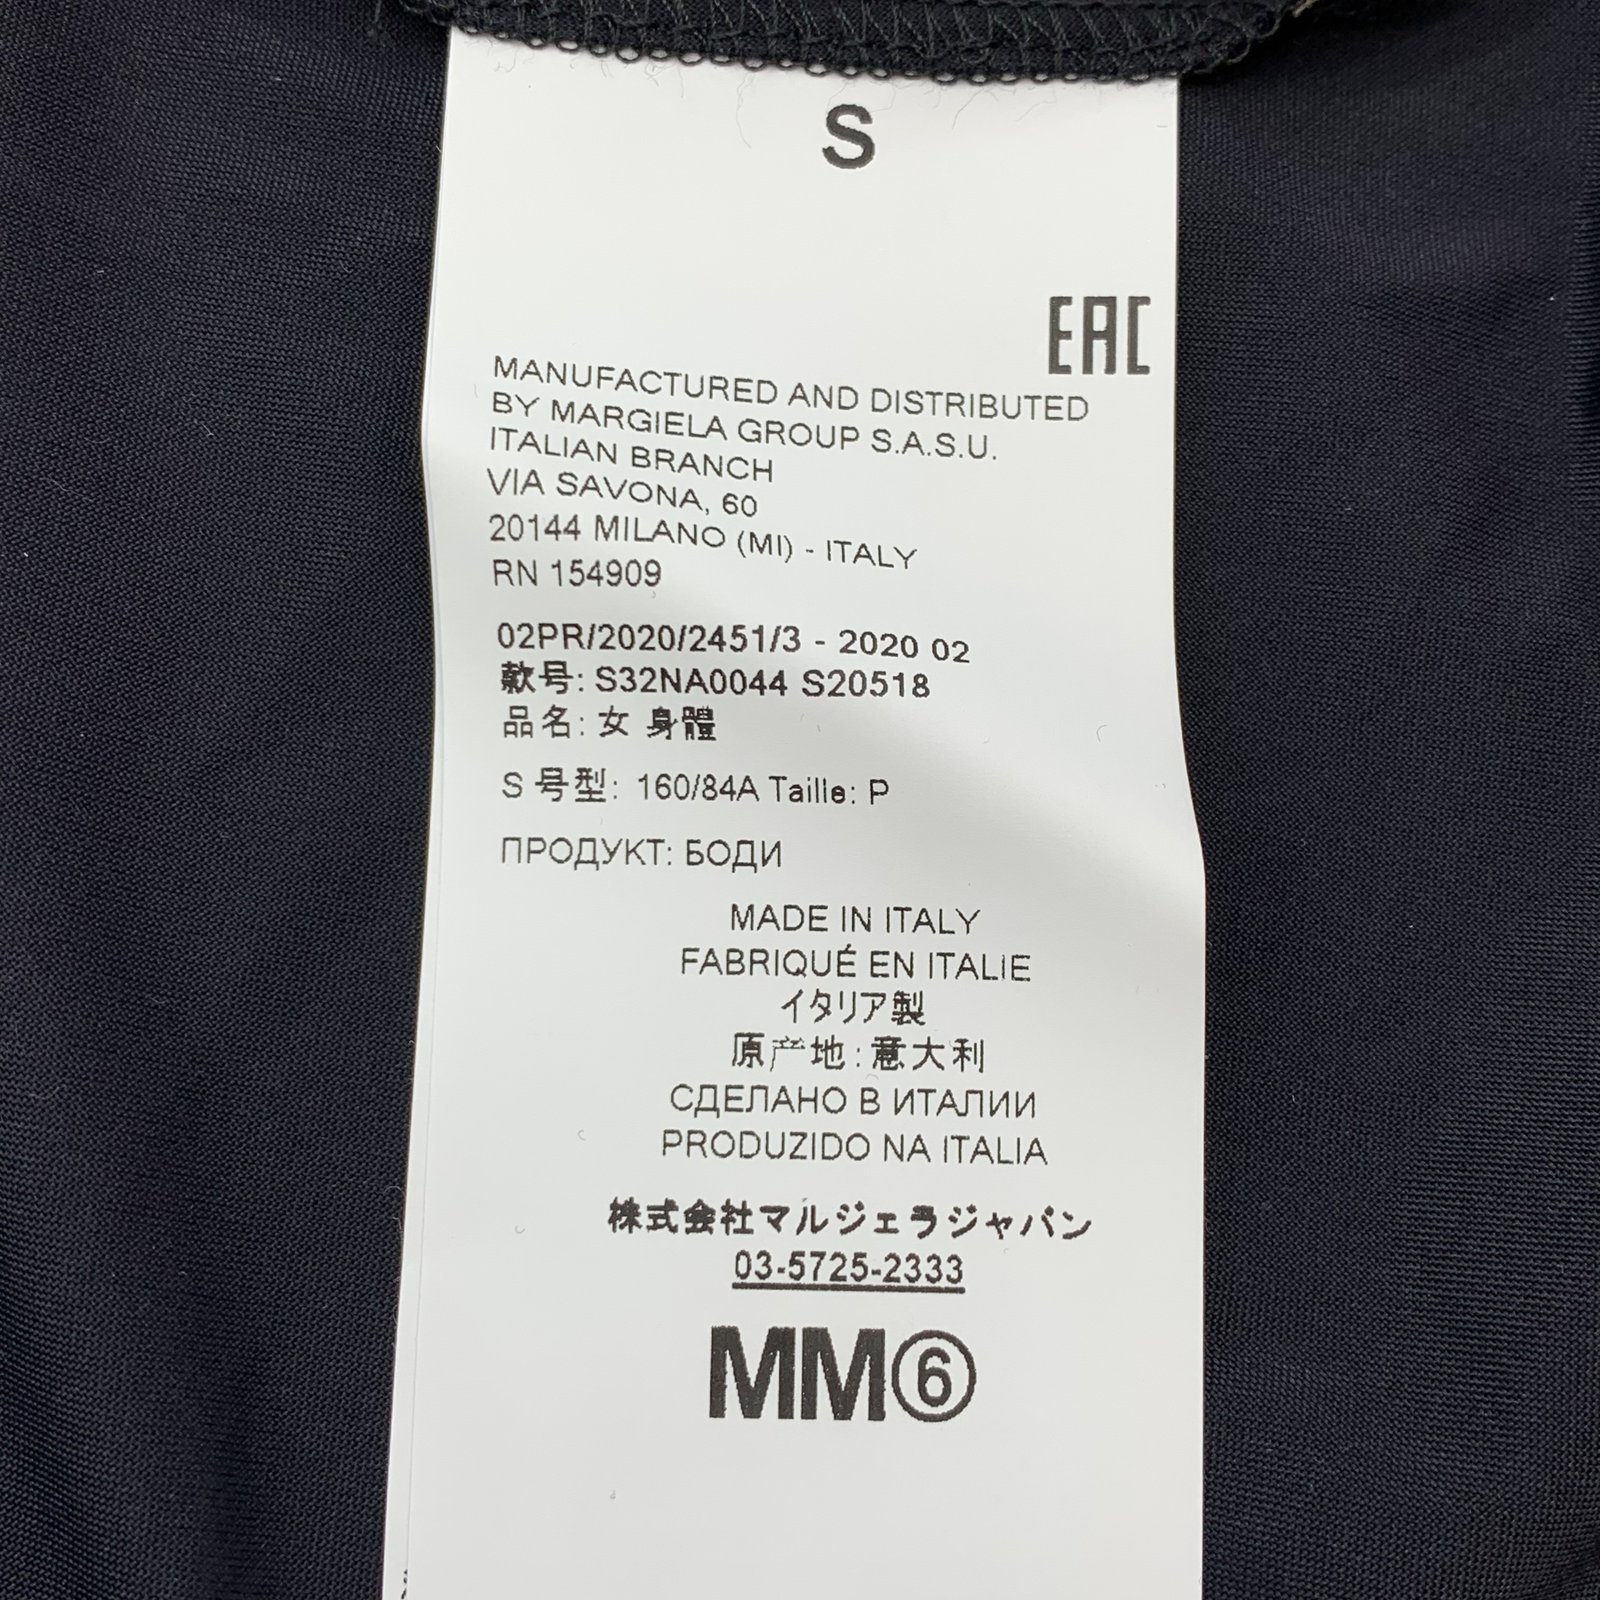 S
EAC
MANUFACTURED AND DISTRIBUTED
BY MARGIELA GROUP S.A.S.U.
ITALIAN BRANCH
VIA SAVONA, 60
20144 MILANO (MI) - ITALY
RN 154909
02PR/2020/2451/3 - 2020 02
款号: S32NA0044 S20518
品名: 女 身體
S 号型: 160/84A Taille: P
ПРОДУКТ: БОДИ
MADE IN ITALY
FABRIQUÉ EN ITALIE
イタリア製
原产地: 意大利
СДЕЛАНО В ИТАЛИИ
PRODUZIDO NA ITALIA
株式会社マルジェラジャパン
03-5725-2333
MM⑥